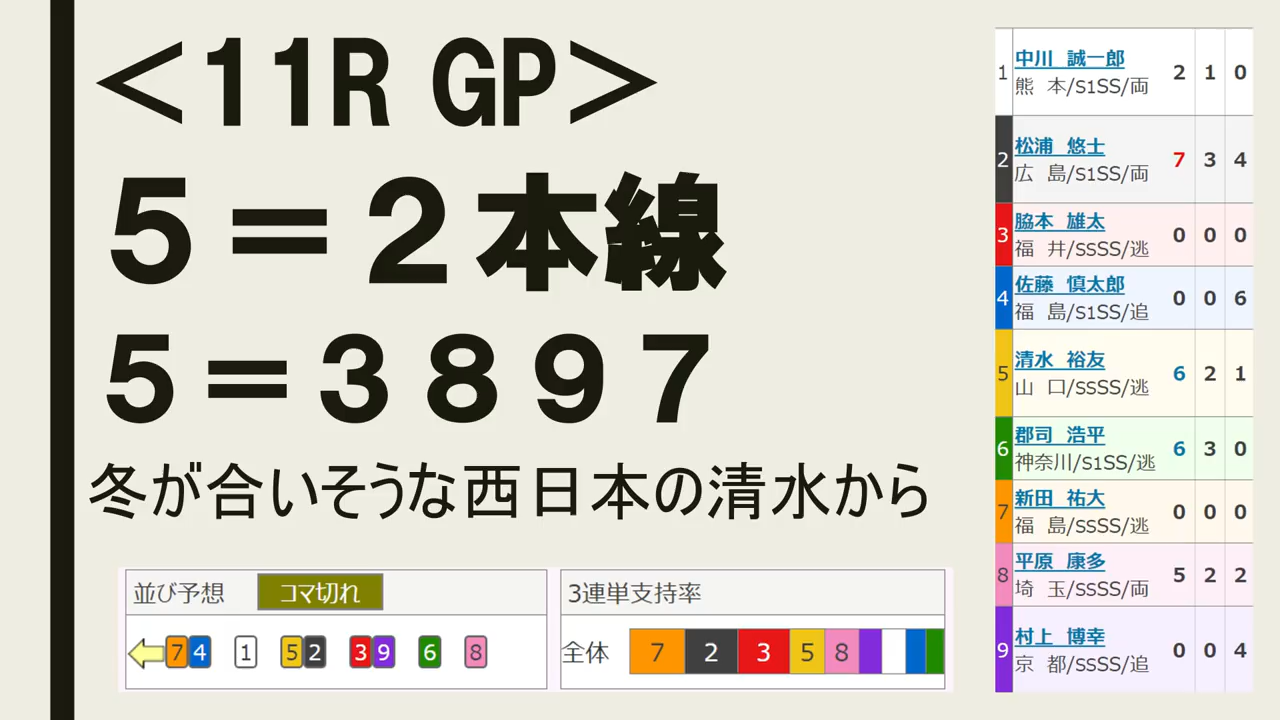 ＜11R GP＞
５＝２本線
５＝３８９７
冬が合いそうな西日本の清水から
並び予想 コマ切れ
7 4 1 5 2 3 9 6 8
3連単支持率
全体 7 2 3 5 8
1 中川 誠一郎 2 1 0
熊 本/S1SS/両
2 松浦 悠士 7 3 4
広 島/S1SS/両
3 脇本 雄太 0 0 0
福 井/SSSS/逃
4 佐藤 慎太郎 0 0 6
福 島/S1SS/追
5 清水 裕友 6 2 1
山 口/SSSS/逃
6 郡司 浩平 6 3 0
神奈川/S1SS/逃
7 新田 祐大 0 0 0
福 島/SSSS/逃
8 平原 康多 5 2 2
埼 玉/SSSS/両
9 村上 博幸 0 0 4
京 都/SSSS/追